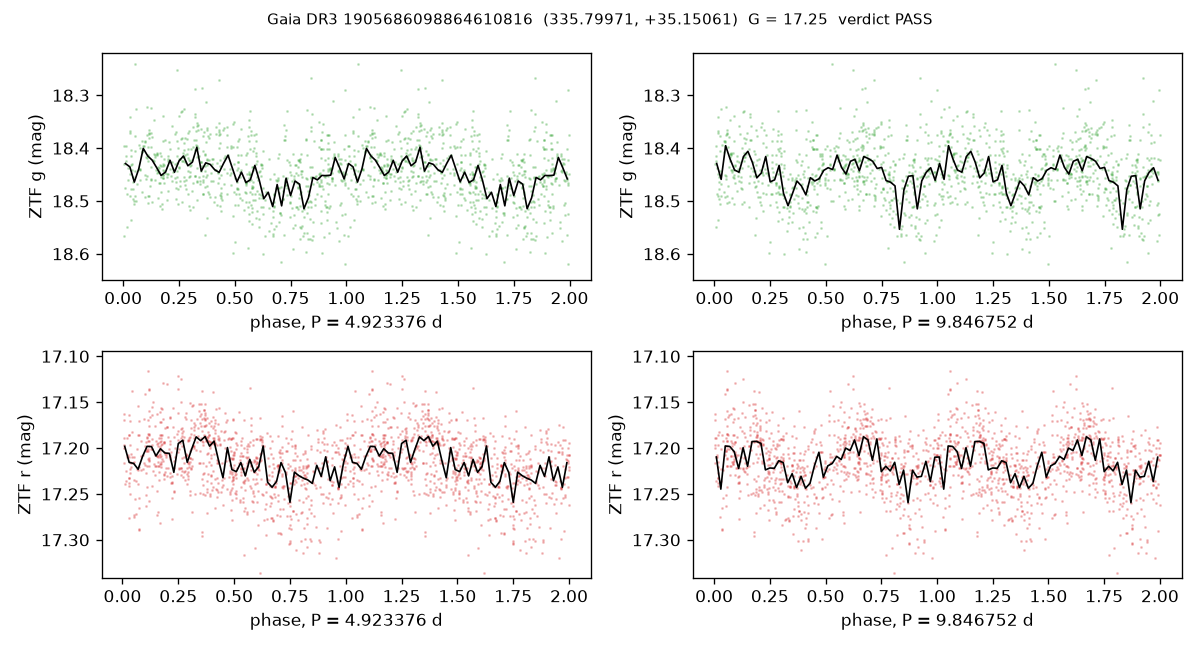 Gaia DR3 1905686098864610816  (335.79971, +35.15061)  G = 17.25  verdict PASS
ZTF g (mag)
18.3
18.4
18.5
18.6
0.00 0.25 0.50 0.75 1.00 1.25 1.50 1.75 2.00
phase, P = 4.923376 d
ZTF g (mag)
18.3
18.4
18.5
18.6
0.00 0.25 0.50 0.75 1.00 1.25 1.50 1.75 2.00
phase, P = 9.846752 d
ZTF r (mag)
17.10
17.15
17.20
17.25
17.30
0.00 0.25 0.50 0.75 1.00 1.25 1.50 1.75 2.00
phase, P = 4.923376 d
ZTF r (mag)
17.10
17.15
17.20
17.25
17.30
0.00 0.25 0.50 0.75 1.00 1.25 1.50 1.75 2.00
phase, P = 9.846752 d